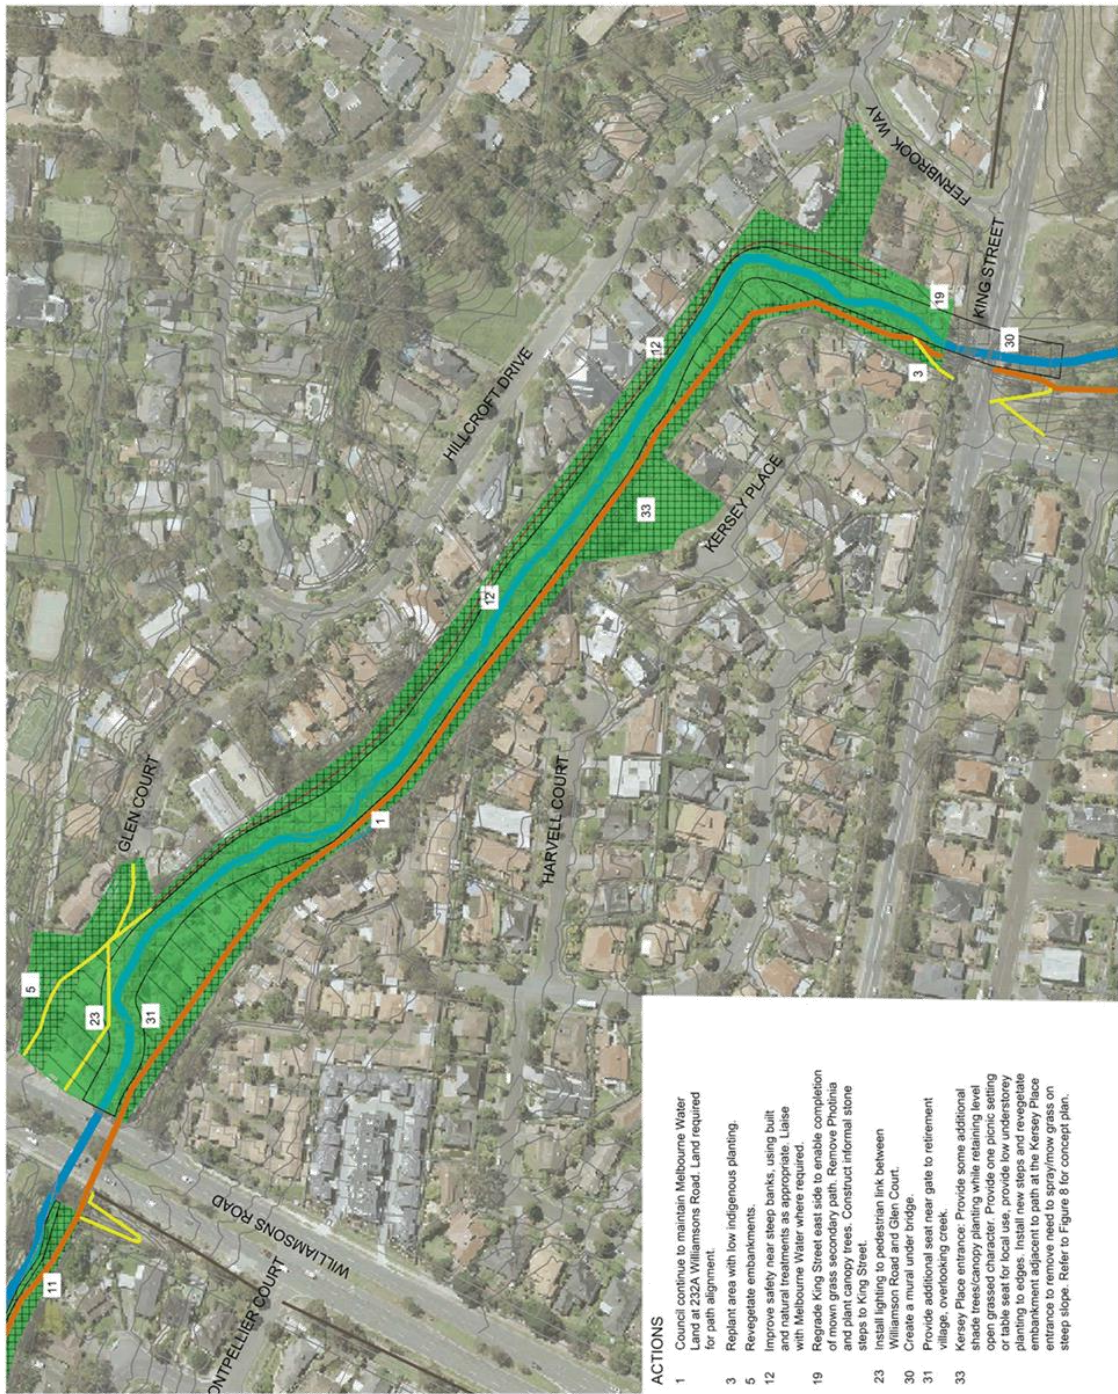 GLEN COURT
HILLCROFT DRIVE
FERNBROOK WAY
KING STREET
KERSEY PLACE
HARVELL COURT
WILLIAMSONS ROAD
ONTPELLIER COURT
5
23
31
11
1
12
12
33
19
3
30
ACTIONS
1 Council continue to maintain Melbourne Water
Land at 232A Williamsons Road. Land required
for path alignment.
3 Replant area with low indigenous planting.
5 Revegetate embankments.
12 Improve safety near steep banks, using built
and natural treatments as appropriate. Liaise
with Melbourne Water where required.
19 Regrade King Street east side to enable completion
of mown grass secondary path. Remove Photinia
and plant canopy trees. Construct informal stone
steps to King Street.
23 Install lighting to pedestrian link between
Williamson Road and Glen Court.
30 Create a mural under bridge.
31 Provide additional seat near gate to retirement
village, overlooking creek.
33 Kersey Place entrance: Provide some additional
shade trees/canopy planting while retaining level
open grassed character. Provide one picnic setting
or table seat for local use, provide low understorey
planting to edges. Install new steps and revegetate
embankment adjacent to path at the Kersey Place
entrance to remove need to spray/mow grass on
steep slope. Refer to Figure 8 for concept plan.